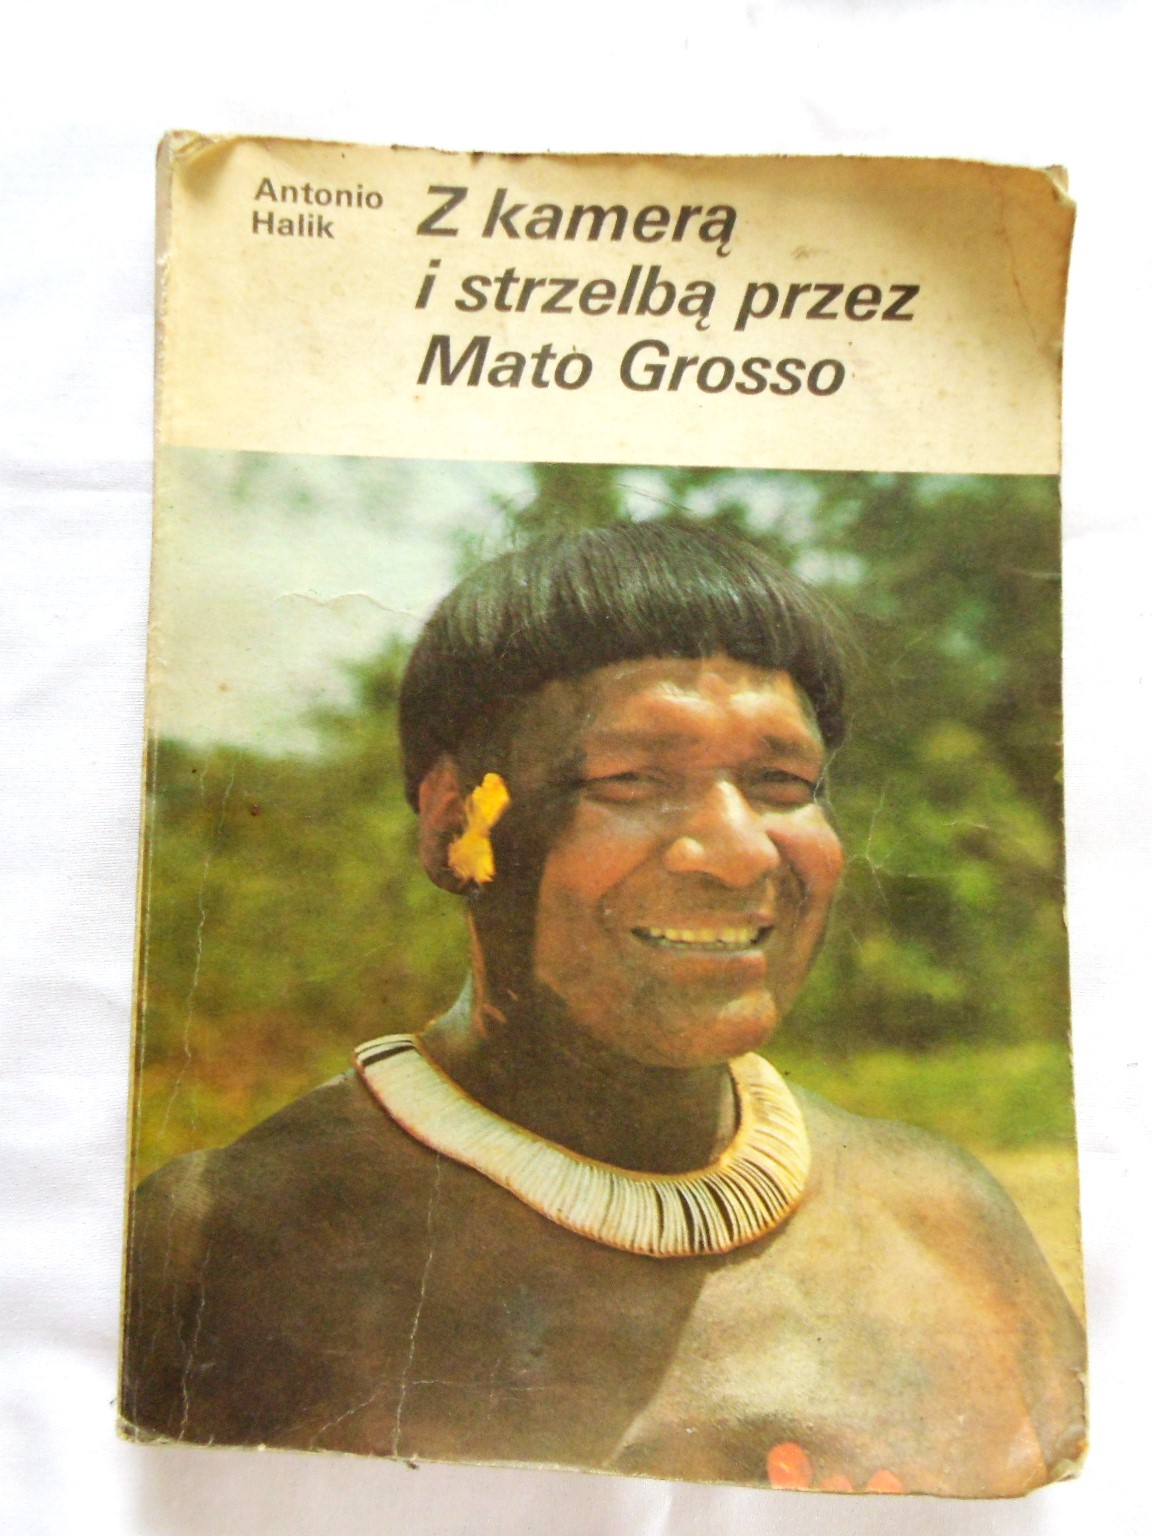 Antonio
Halik
Z kamerą
i strzelbą przez
Mato Grosso